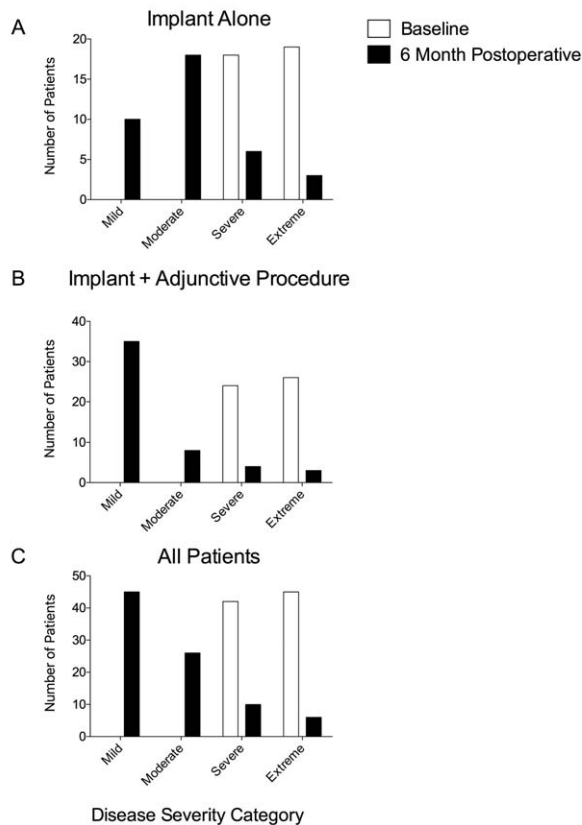 A
Implant Alone
Baseline
6 Month Postoperative
Number of Patients
20
15
10
5
0
Mild
Moderate
Severe
Extreme
B
Implant + Adjunctive Procedure
Number of Patients
40
30
20
10
0
Mild
Moderate
Severe
Extreme
C
All Patients
Number of Patients
50
40
30
20
10
0
Mild
Moderate
Severe
Extreme
Disease Severity Category